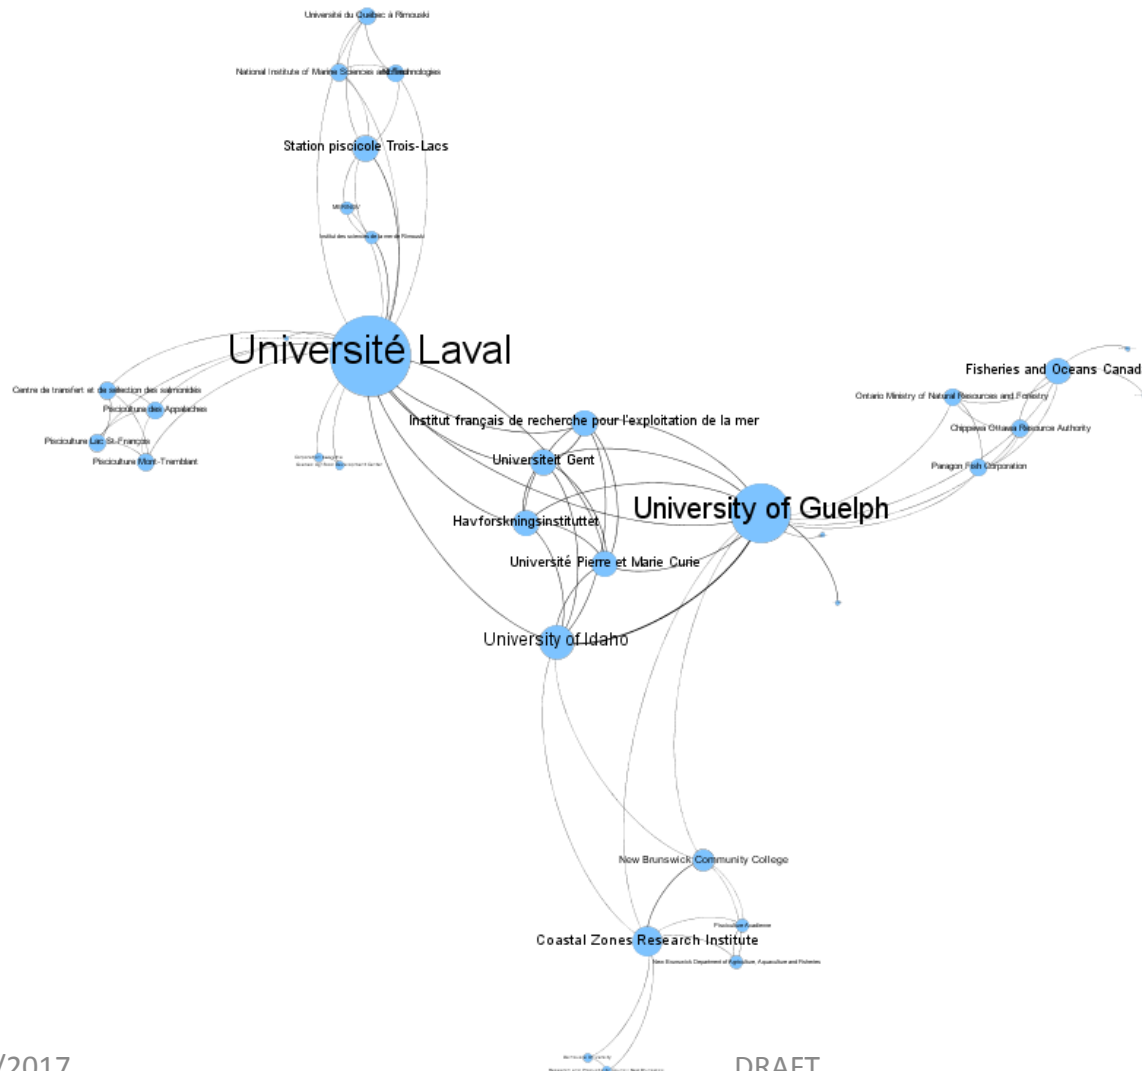 Université du Québec à Rimouski
National Institute of Marine Sciences and Technologies
Station piscicole Trois-Lacs
Institut des sciences de la mer de Rimouski
Université Laval
Fisheries and Oceans Canad
Centre de transfert et de sélection des salmonidés
Ontario Ministry of Natural Resources and Forestry
Pisciculture des Appalaches
Institut français de recherche pour l'exploitation de la mer
Chippewa Ottawa Resource Authority
Pisciculture Lac St-François
Pisciculture Mont-Tremblant
Universiteit Gent
Paragon Fish Corporation
University of Guelph
Havforskningsinstituttet
Université Pierre et Marie Curie
University of Idaho
New Brunswick Community College
Pisciculture Acadienne
Coastal Zones Research Institute
New Brunswick Department of Agriculture, Aquaculture and Fisheries
/2017
DRAFT